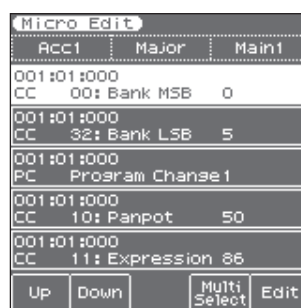 Micro Edit
Acc1 Major Main1
001:01:000
CC 00: Bank MSB 0
001:01:000
CC 32: Bank LSB 5
001:01:000
PC Program Change1
001:01:000
CC 10: Panpot 50
001:01:000
CC 11: Expression 86
Up Down Multi Select Edit